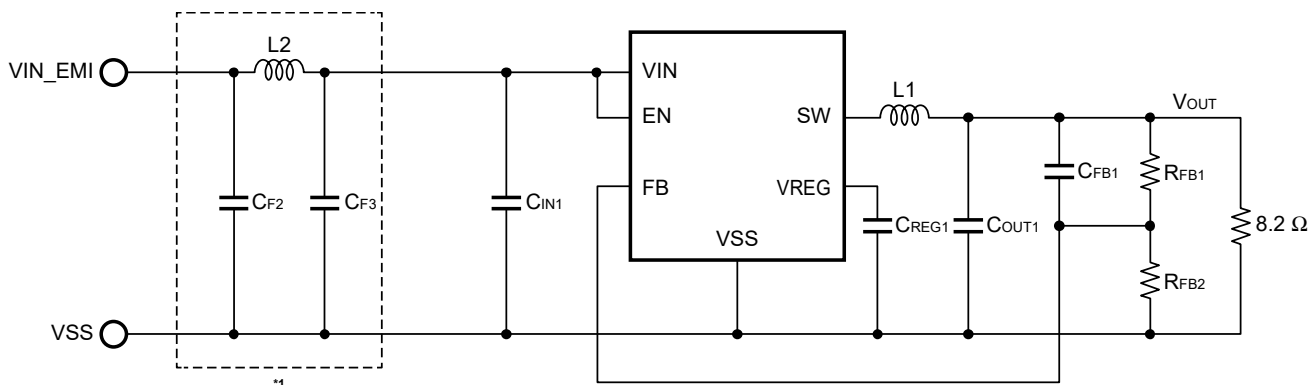 L2
VIN_EMI
VIN
L1
VOUT
EN
SW
CF2
CF3
CIN1
FB
VREG
CFB1
RFB1
VSS
CREG1
COUT1
8.2 Ω
RFB2
VSS
*1